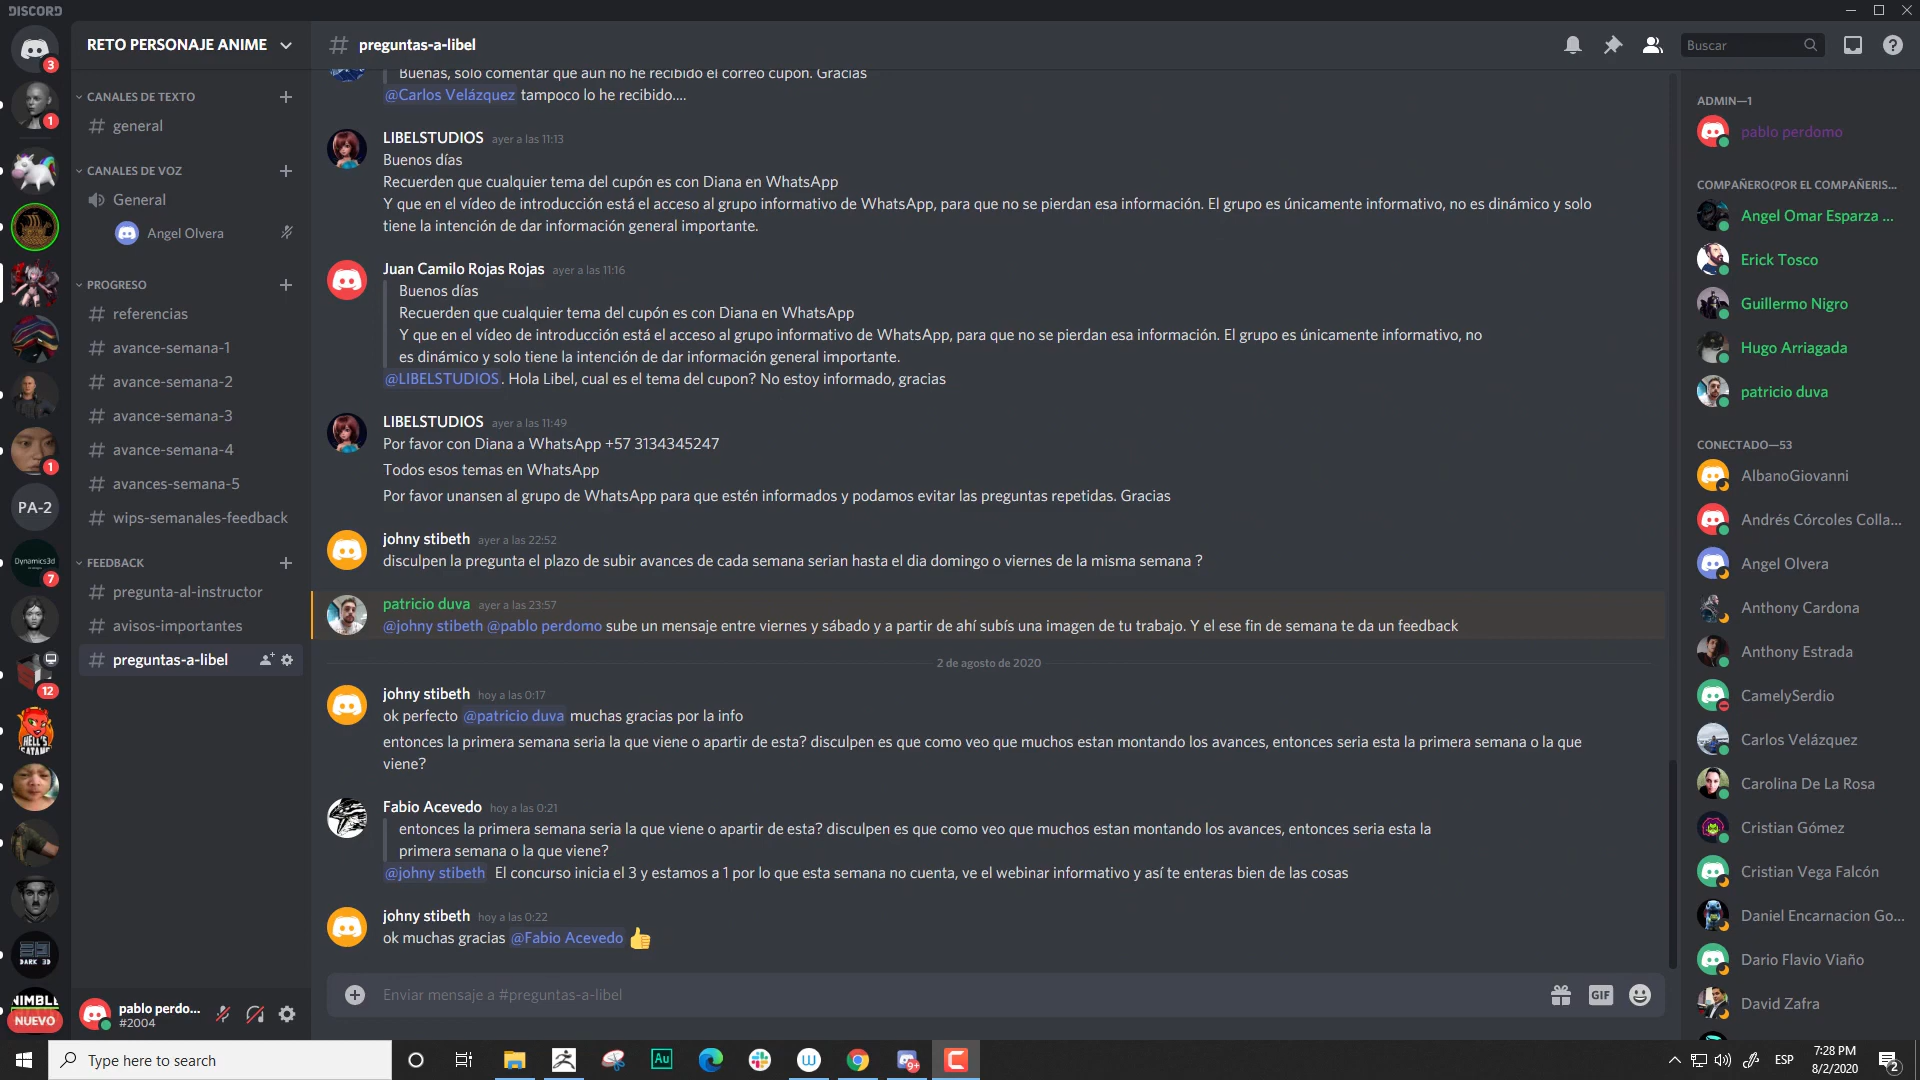 DISCORD
RETO PERSONAJE ANIME
preguntas-a-libel
Buscar
3
1
1
PA-2
Dynamics3d
7
12
HELL'S
SATANS
DARK 3D
NIMBLE
NUEVO
CANALES DE TEXTO
general
CANALES DE VOZ
General
Angel Olvera
PROGRESO
referencias
avance-semana-1
avance-semana-2
avance-semana-3
avance-semana-4
avances-semana-5
wips-semanales-feedback
FEEDBACK
pregunta-al-instructor
avisos-importantes
preguntas-a-libel
pablo perdo...
#2004
Buenas, solo comentar que aun no he recibido el correo cupon. Gracias
@Carlos Velázquez tampoco lo he recibido....
LIBELSTUDIOS ayer a las 11:13
Buenos días
Recuerden que cualquier tema del cupón es con Diana en WhatsApp
Y que en el vídeo de introducción está el acceso al grupo informativo de WhatsApp, para que no se pierdan esa información. El grupo es únicamente informativo, no es dinámico y solo
tiene la intención de dar información general importante.
Juan Camilo Rojas Rojas ayer a las 11:16
Buenos días
Recuerden que cualquier tema del cupón es con Diana en WhatsApp
Y que en el vídeo de introducción está el acceso al grupo informativo de WhatsApp, para que no se pierdan esa información. El grupo es únicamente informativo, no
es dinámico y solo tiene la intención de dar información general importante.
@LIBELSTUDIOS. Hola Libel, cual es el tema del cupon? No estoy informado, gracias
LIBELSTUDIOS ayer a las 11:49
Por favor con Diana a WhatsApp +57 3134345247
Todos esos temas en WhatsApp
Por favor unansen al grupo de WhatsApp para que estén informados y podamos evitar las preguntas repetidas. Gracias
johny stibeth ayer a las 22:52
disculpen la pregunta el plazo de subir avances de cada semana serian hasta el dia domingo o viernes de la misma semana ?
patricio duva ayer a las 23:57
@johny stibeth @pablo perdomo sube un mensaje entre viernes y sábado y a partir de ahí subís una imagen de tu trabajo. Y el ese fin de semana te da un feedback
2 de agosto de 2020
johny stibeth hoy a las 0:17
ok perfecto @patricio duva muchas gracias por la info
entonces la primera semana seria la que viene o apartir de esta? disculpen es que como veo que muchos estan montando los avances, entonces seria esta la primera semana o la que
viene?
Fabio Acevedo hoy a las 0:21
entonces la primera semana seria la que viene o apartir de esta? disculpen es que como veo que muchos estan montando los avances, entonces seria esta la
primera semana o la que viene?
@johny stibeth El concurso inicia el 3 y estamos a 1 por lo que esta semana no cuenta, ve el webinar informativo y así te enteras bien de las cosas
johny stibeth hoy a las 0:22
ok muchas gracias @Fabio Acevedo
Enviar mensaje a #preguntas-a-libel
GIF
ADMIN—1
pablo perdomo
COMPAÑERO(POR EL COMPAÑERIS...
Angel Omar Esparza ...
Erick Tosco
Guillermo Nigro
Hugo Arriagada
patricio duva
CONECTADO—53
AlbanoGiovanni
Andrés Córcoles Colla...
Angel Olvera
Anthony Cardona
Anthony Estrada
CamelySerdio
Carlos Velázquez
Carolina De La Rosa
Cristian Gómez
Cristian Vega Falcón
Daniel Encarnacion Go...
Dario Flavio Viaño
David Zafra
Type here to search
Au
9+
ESP
7:28 PM
8/2/2020
2